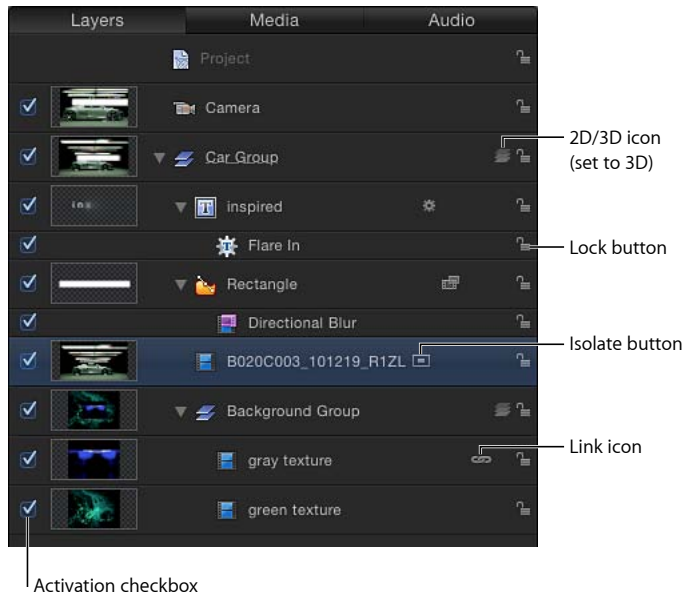 Layers Media Audio
Project
Camera
Car Group
2D/3D icon
(set to 3D)
inspired
Flare In
Lock button
Rectangle
Directional Blur
Isolate button
B020C003_101219_R1ZL
Background Group
Link icon
gray texture
green texture
Activation checkbox